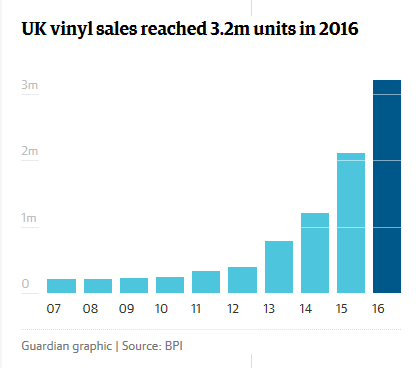 UK vinyl sales reached 3.2m units in 2016
3m
2m
1m
0
07 08 09 10 11 12 13 14 15 16
Guardian graphic | Source: BPI